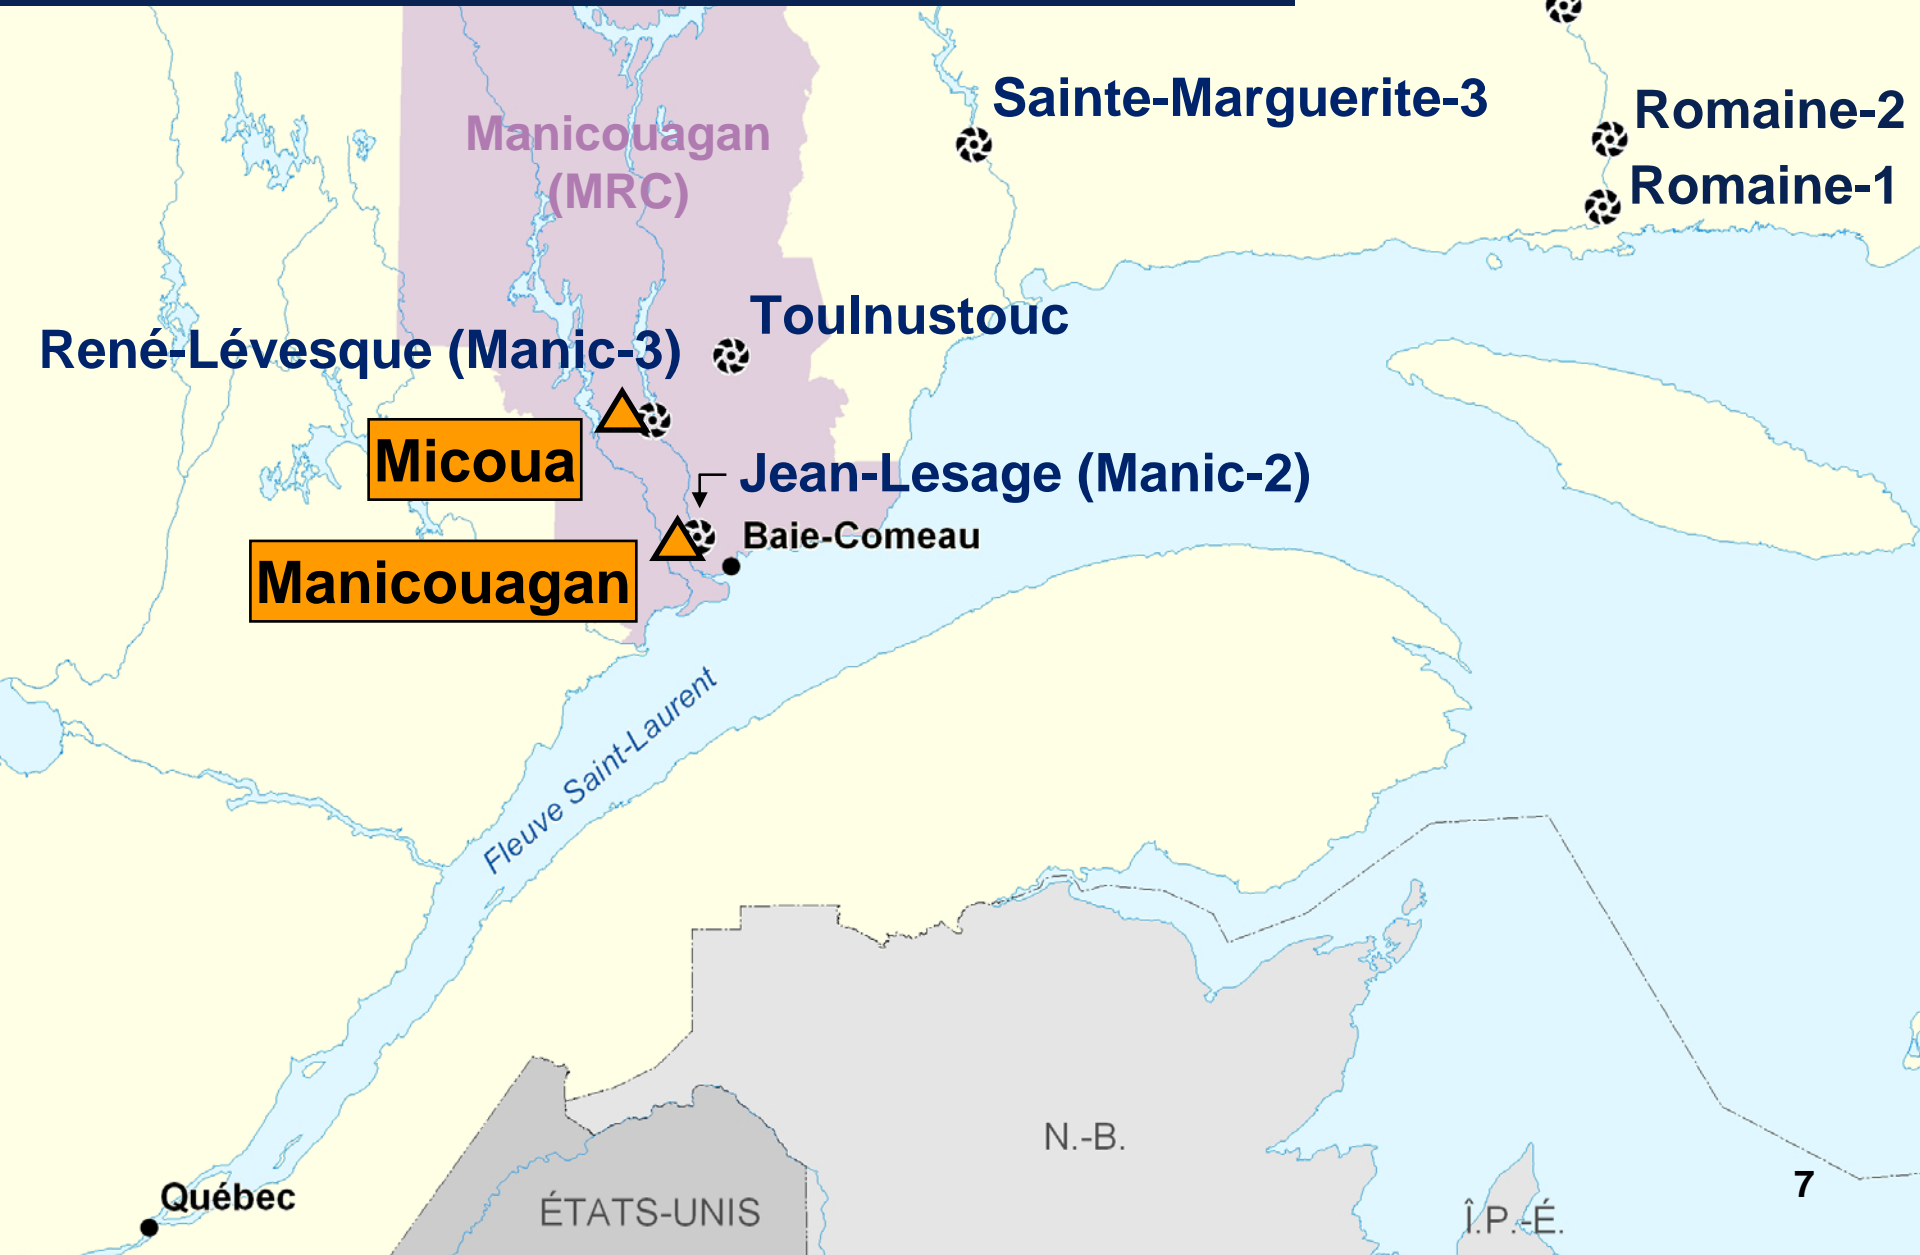 Sainte-Marguerite-3
Romaine-2
Manicouagan
(MRC)
Romaine-1
Toulnustouc
René-Lévesque (Manic-3)
Micoua
Jean-Lesage (Manic-2)
Baie-Comeau
Manicouagan
Fleuve Saint-Laurent
N.-B.
7
Québec
ÉTATS-UNIS
Î.P.-É.